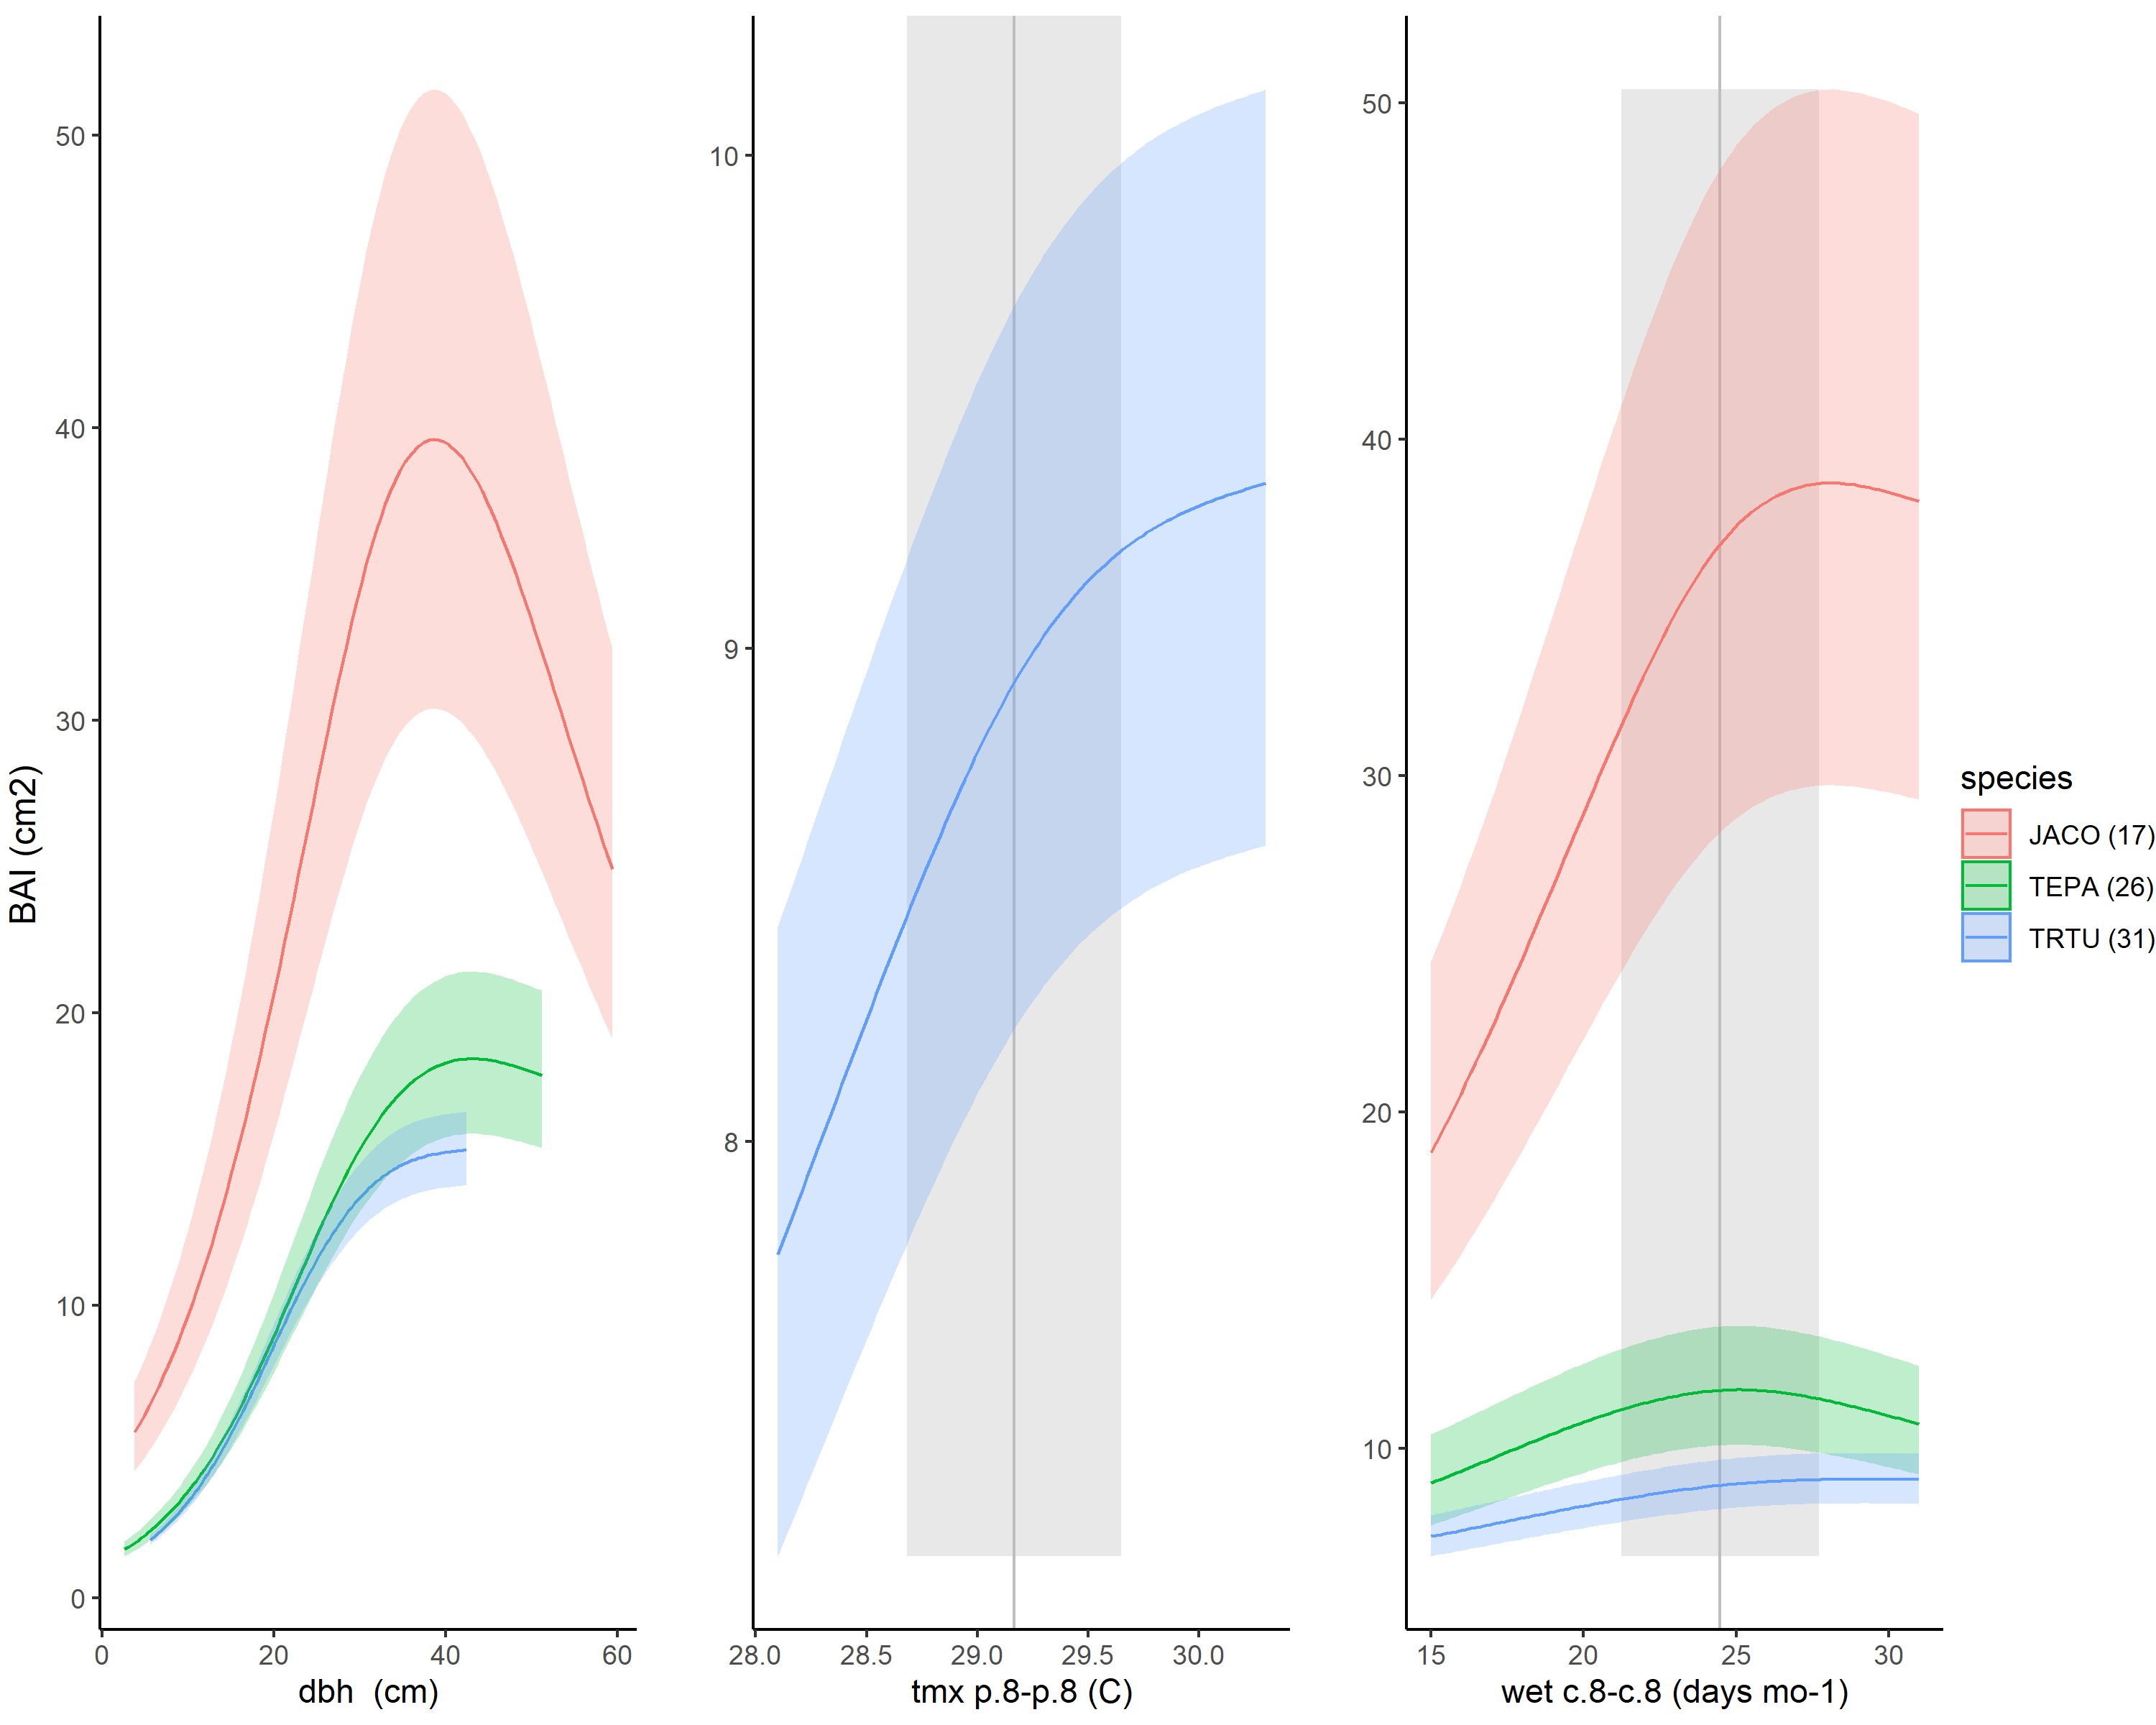 BAI (cm2)
50
40
30
20
10
0
0 20 40 60
dbh  (cm)
10
9
8
28.0 28.5 29.0 29.5 30.0
tmx p.8-p.8 (C)
50
40
30
20
10
15 20 25 30
wet c.8-c.8 (days mo-1)
species
JACO (17)
TEPA (26)
TRTU (31)